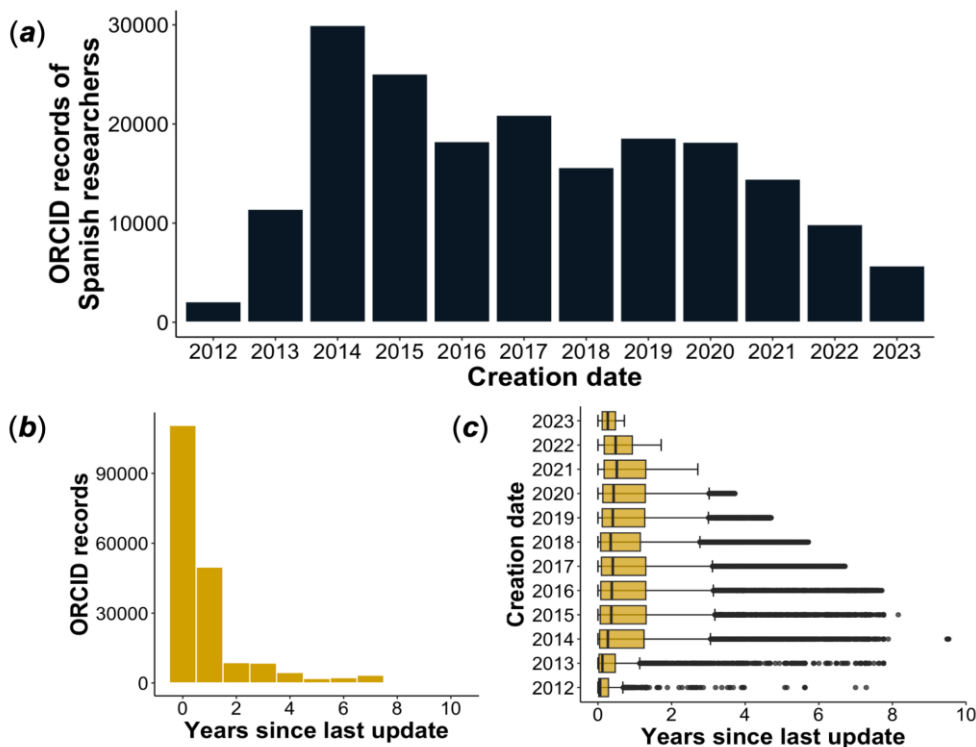 (a)
ORCID records of
Spanish researcherss
30000
20000
10000
0
2012 2013 2014 2015 2016 2017 2018 2019 2020 2021 2022 2023
Creation date
(b)
ORCID records
90000
60000
30000
0
0 2 4 6 8 10
Years since last update
(c)
Creation date
2023
2022
2021
2020
2019
2018
2017
2016
2015
2014
2013
2012
0 2 4 6 8 10
Years since last update